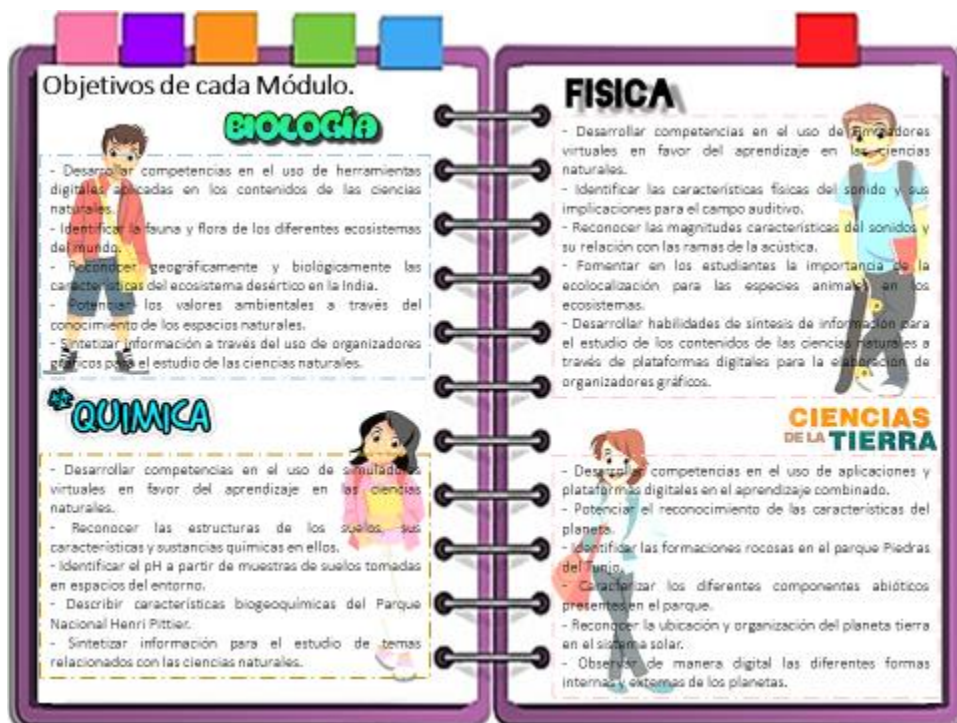 Objetivos de cada Módulo.
BIOLOGÍA
- Desarrollar competencias en el uso de herramientas
digitales aplicadas en los contenidos de las ciencias
naturales.
- Identificar la fauna y flora de los diferentes ecosistemas
del mundo.
- Reconocer geográficamente y biológicamente las
características del ecosistema desértico en la India.
- Potenciar los valores ambientales a través del
conocimiento de los espacios naturales.
- Sintetizar información a través del uso de organizadores
gráficos para el estudio de las ciencias naturales.
QUIMICA
- Desarrollar competencias en el uso de simuladores
virtuales en favor del aprendizaje en las ciencias
naturales.
- Reconocer las estructuras de los suelos, sus
características y sustancias químicas en ellos.
- Identificar el pH a partir de muestras de suelos tomadas
en espacios del entorno.
- Describir características biogeoquímicas del Parque
Nacional Henri Pittier.
- Sintetizar información para el estudio de temas
relacionados con las ciencias naturales.
FISICA
- Desarrollar competencias en el uso de simuladores
virtuales en favor del aprendizaje en las ciencias
naturales.
- Identificar las características físicas del sonido y sus
implicaciones para el campo auditivo.
- Reconocer las magnitudes características del sonidos y
su relación con las ramas de la acústica.
- Fomentar en los estudiantes la importancia de la
ecolocalización para las especies animales en los
ecosistemas.
- Desarrollar habilidades de síntesis de información para
el estudio de los contenidos de las ciencias naturales a
través de plataformas digitales para la elaboración de
organizadores gráficos.
CIENCIAS
DE LA TIERRA
- Desarrollar competencias en el uso de aplicaciones y
plataformas digitales en el aprendizaje combinado.
- Potenciar el reconocimiento de las características del
planeta.
- Identificar las formaciones rocosas en el parque Piedras
del Tunjo.
- Caracterizar los diferentes componentes abióticos
presentes en el parque.
- Reconocer la ubicación y organización del planeta tierra
en el sistema solar.
- Observar de manera digital las diferentes formas
internas y externas de los planetas.